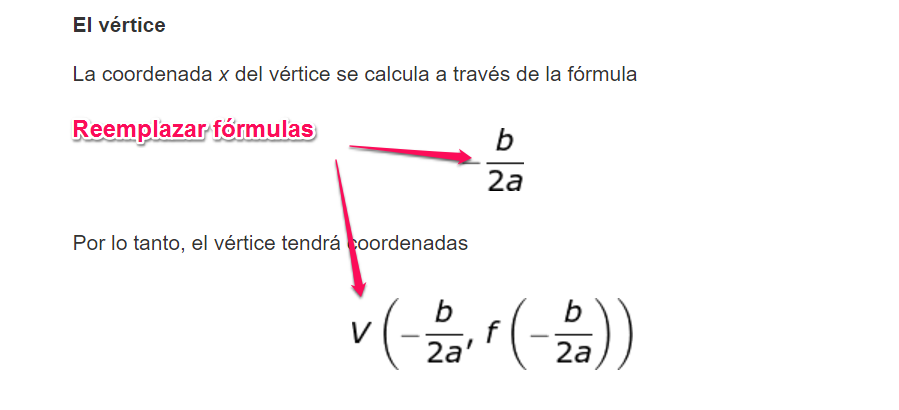 El vértice
La coordenada x del vértice se calcula a través de la fórmula
Reemplazar fórmulas
-\frac{b}{2a}
Por lo tanto, el vértice tendrá coordenadas
V\left(-\frac{b}{2a}, f\left(-\frac{b}{2a}\right)\right)